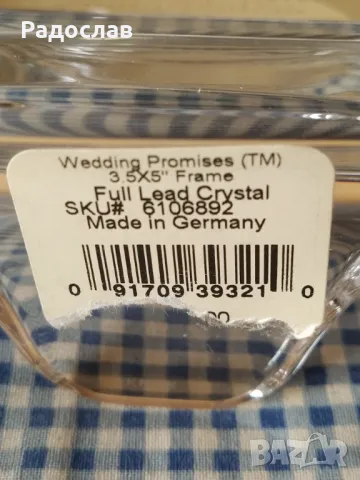 Радослав
Wedding Promises (TM)
3.5X5" Frame
Full Lead Crystal
SKU# 6106892
Made in Germany
0 91709 39321 0
BAZAR